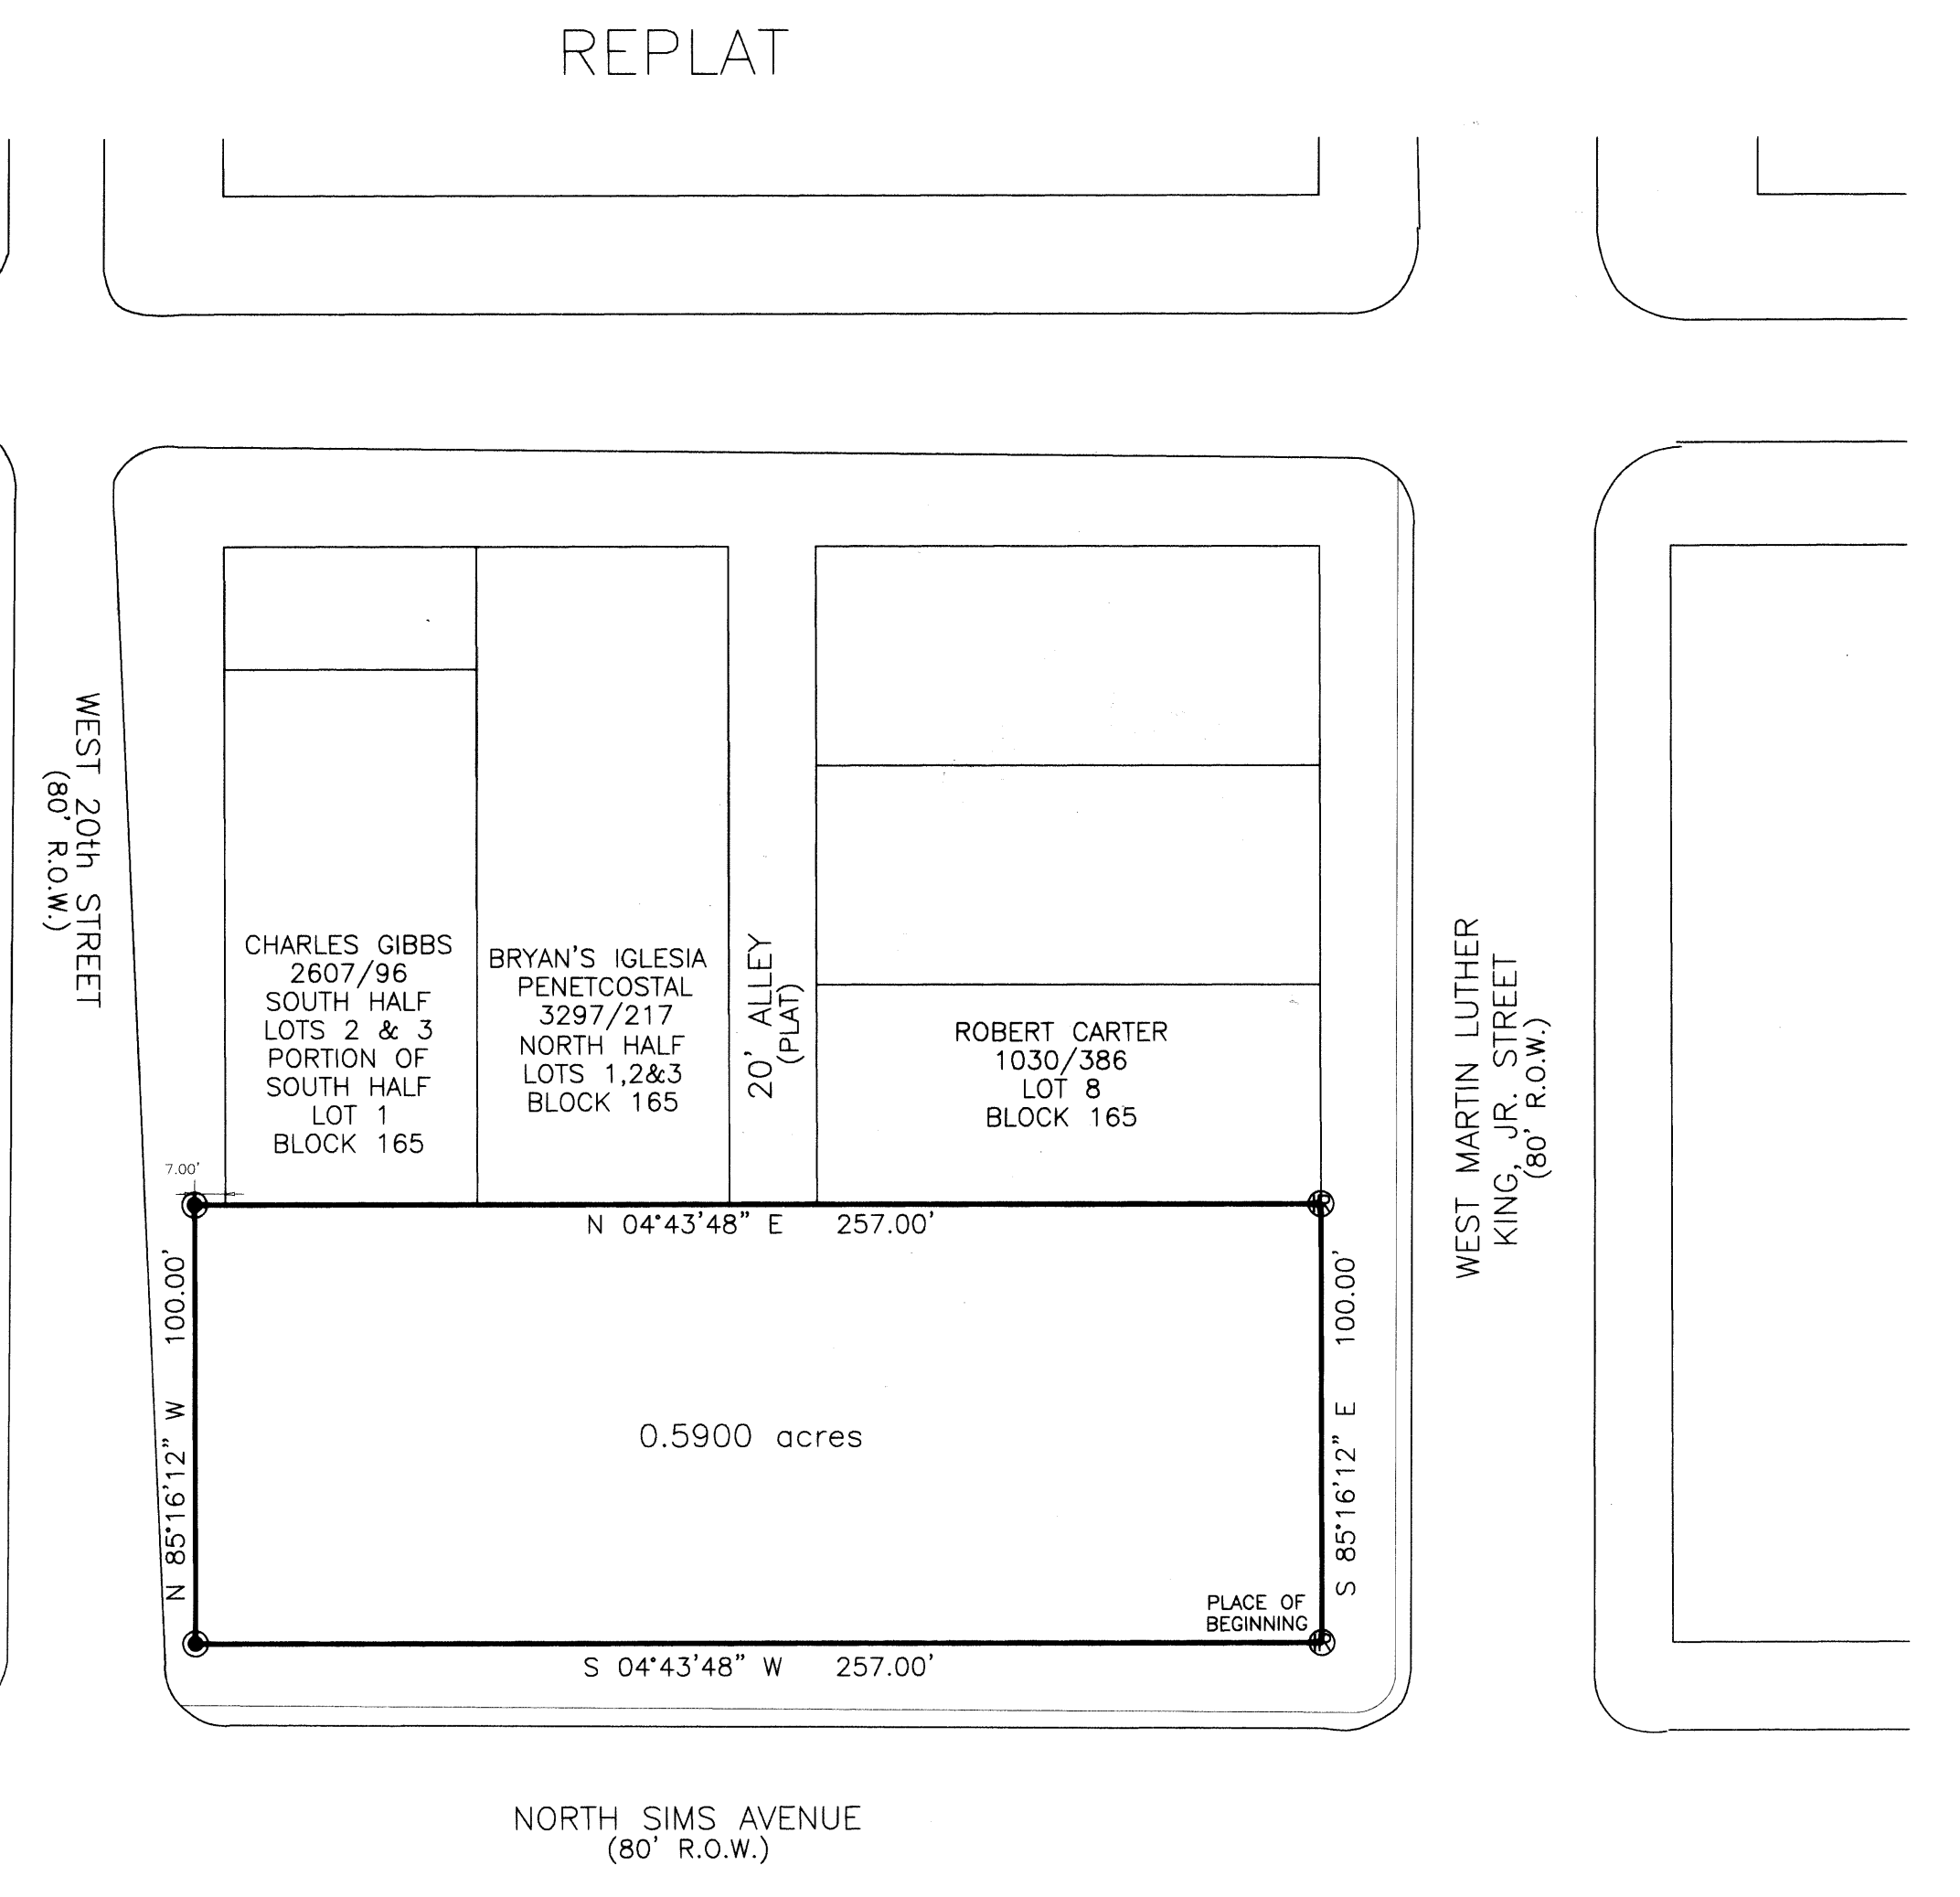 REPLAT
WEST 20th STREET
(80' R.O.W.)
CHARLES GIBBS
2607/96
SOUTH HALF
LOTS 2 & 3
PORTION OF
SOUTH HALF
LOT 1
BLOCK 165
BRYAN'S IGLESIA
PENETCOSTAL
3297/217
NORTH HALF
LOTS 1,2&3
BLOCK 165
20' ALLEY
(PLAT)
ROBERT CARTER
1030/386
LOT 8
BLOCK 165
WEST MARTIN LUTHER
KING, JR. STREET
(80' R.O.W.)
7.00'
N 04°43'48" E 257.00'
N 85°16'12" W 100.00'
0.5900 acres
S 85°16'12" E 100.00'
PLACE OF
BEGINNING
IR
IR
S 04°43'48" W 257.00'
NORTH SIMS AVENUE
(80' R.O.W.)